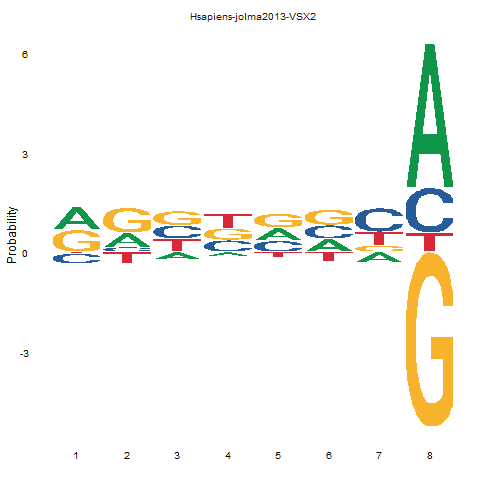 Hsapiens-jolma2013-VSX2
Probability
6
3
0
-3
A G G T G G C A
G A C G A C T C
C C T C C A G T
T A A T T A G
1 2 3 4 5 6 7 8